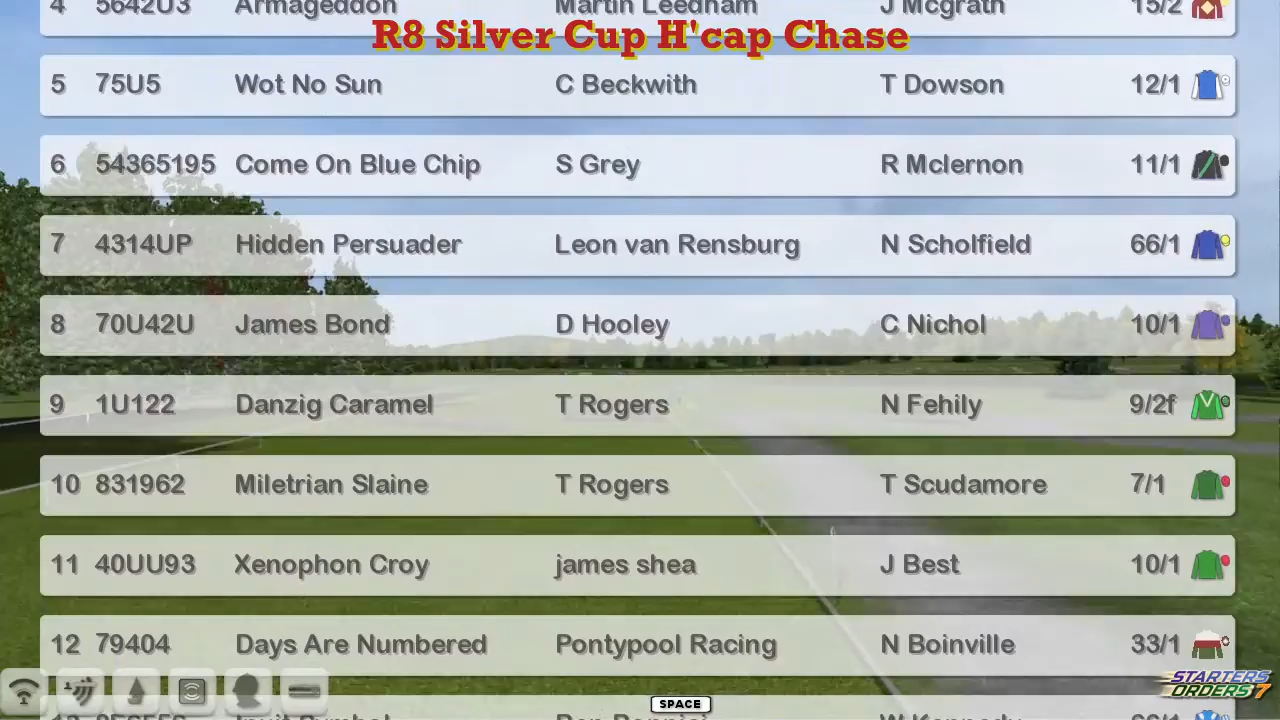 4 5642U3 Armageddon Martin Leedham J Mcgrath 15/2
R8 Silver Cup H'cap Chase
5 75U5 Wot No Sun C Beckwith T Dowson 12/1
6 54365195 Come On Blue Chip S Grey R Mclernon 11/1
7 4314UP Hidden Persuader Leon van Rensburg N Scholfield 66/1
8 70U42U James Bond D Hooley C Nichol 10/1
9 1U122 Danzig Caramel T Rogers N Fehily 9/2f
10 831962 Miletrian Slaine T Rogers T Scudamore 7/1
11 40UU93 Xenophon Croy james shea J Best 10/1
12 79404 Days Are Numbered Pontypool Racing N Boinville 33/1
STARTERS
ORDERS 7
SPACE